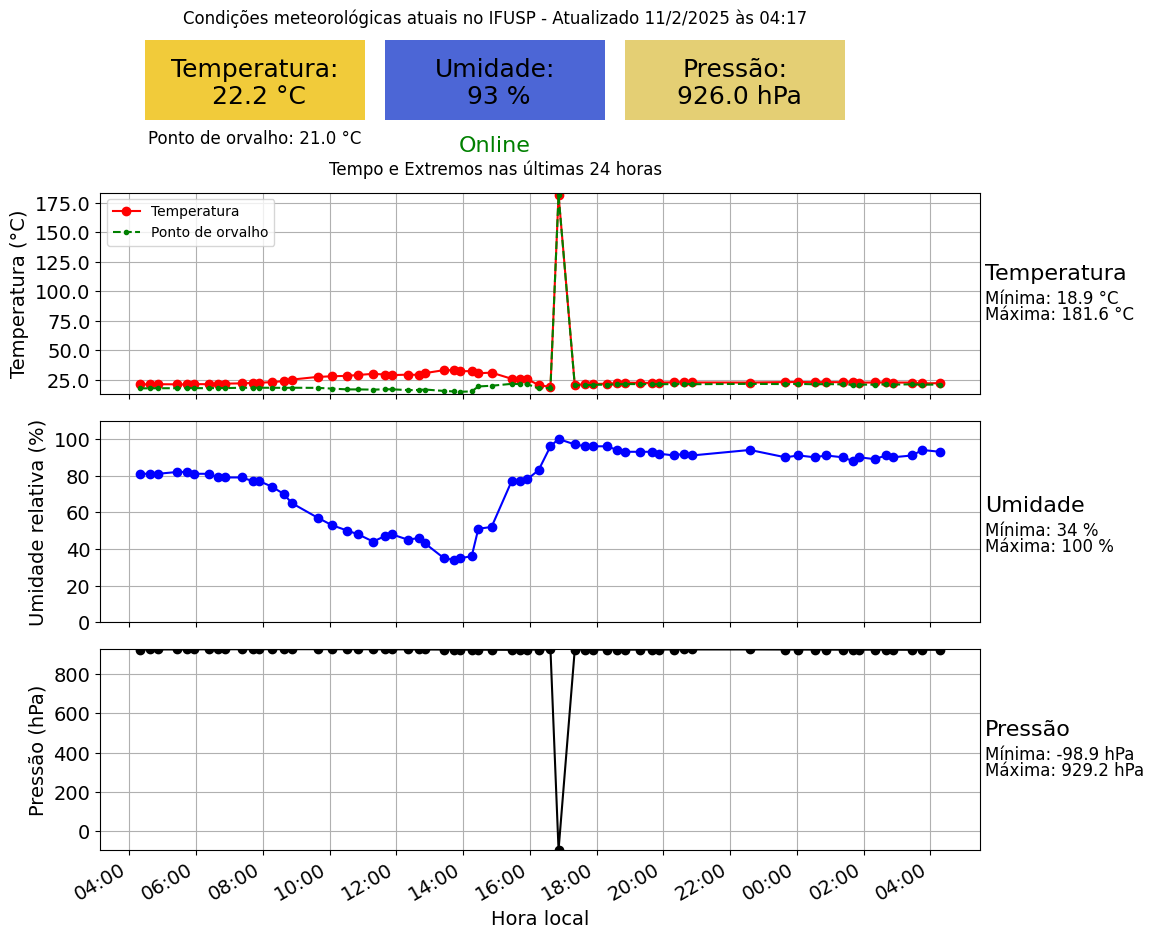 Condições meteorológicas atuais no IFUSP - Atualizado 11/2/2025 às 04:17
Temperatura:
22.2 °C
Umidade:
93 %
Pressão:
926.0 hPa
Ponto de orvalho: 21.0 °C
Online
Tempo e Extremos nas últimas 24 horas
Temperatura (°C)
175.0
150.0
125.0
100.0
75.0
50.0
25.0
Temperatura
Ponto de orvalho
Temperatura
Mínima: 18.9 °C
Máxima: 181.6 °C
Umidade relativa (%)
100
80
60
40
20
0
Umidade
Mínima: 34 %
Máxima: 100 %
Pressão (hPa)
800
600
400
200
0
Pressão
Mínima: -98.9 hPa
Máxima: 929.2 hPa
04:00 06:00 08:00 10:00 12:00 14:00 16:00 18:00 20:00 22:00 00:00 02:00 04:00
Hora local